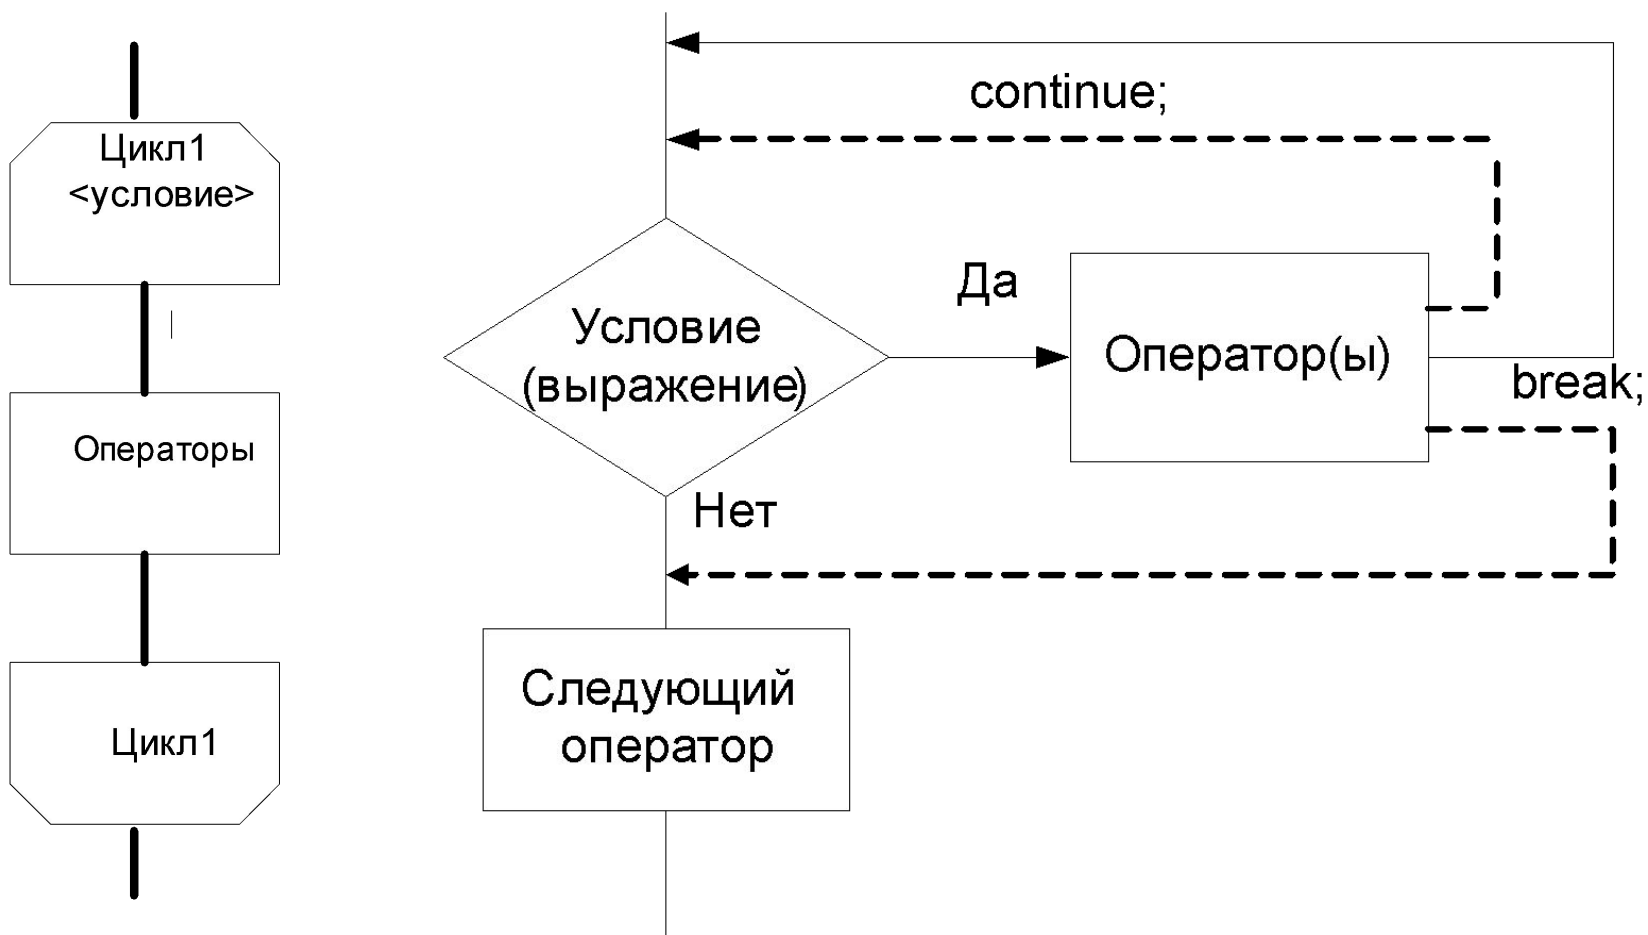 Цикл1
<условие>
Операторы
Цикл1
continue;
Да
Условие
(выражение)
Оператор(ы)
break;
Нет
Следующий
оператор